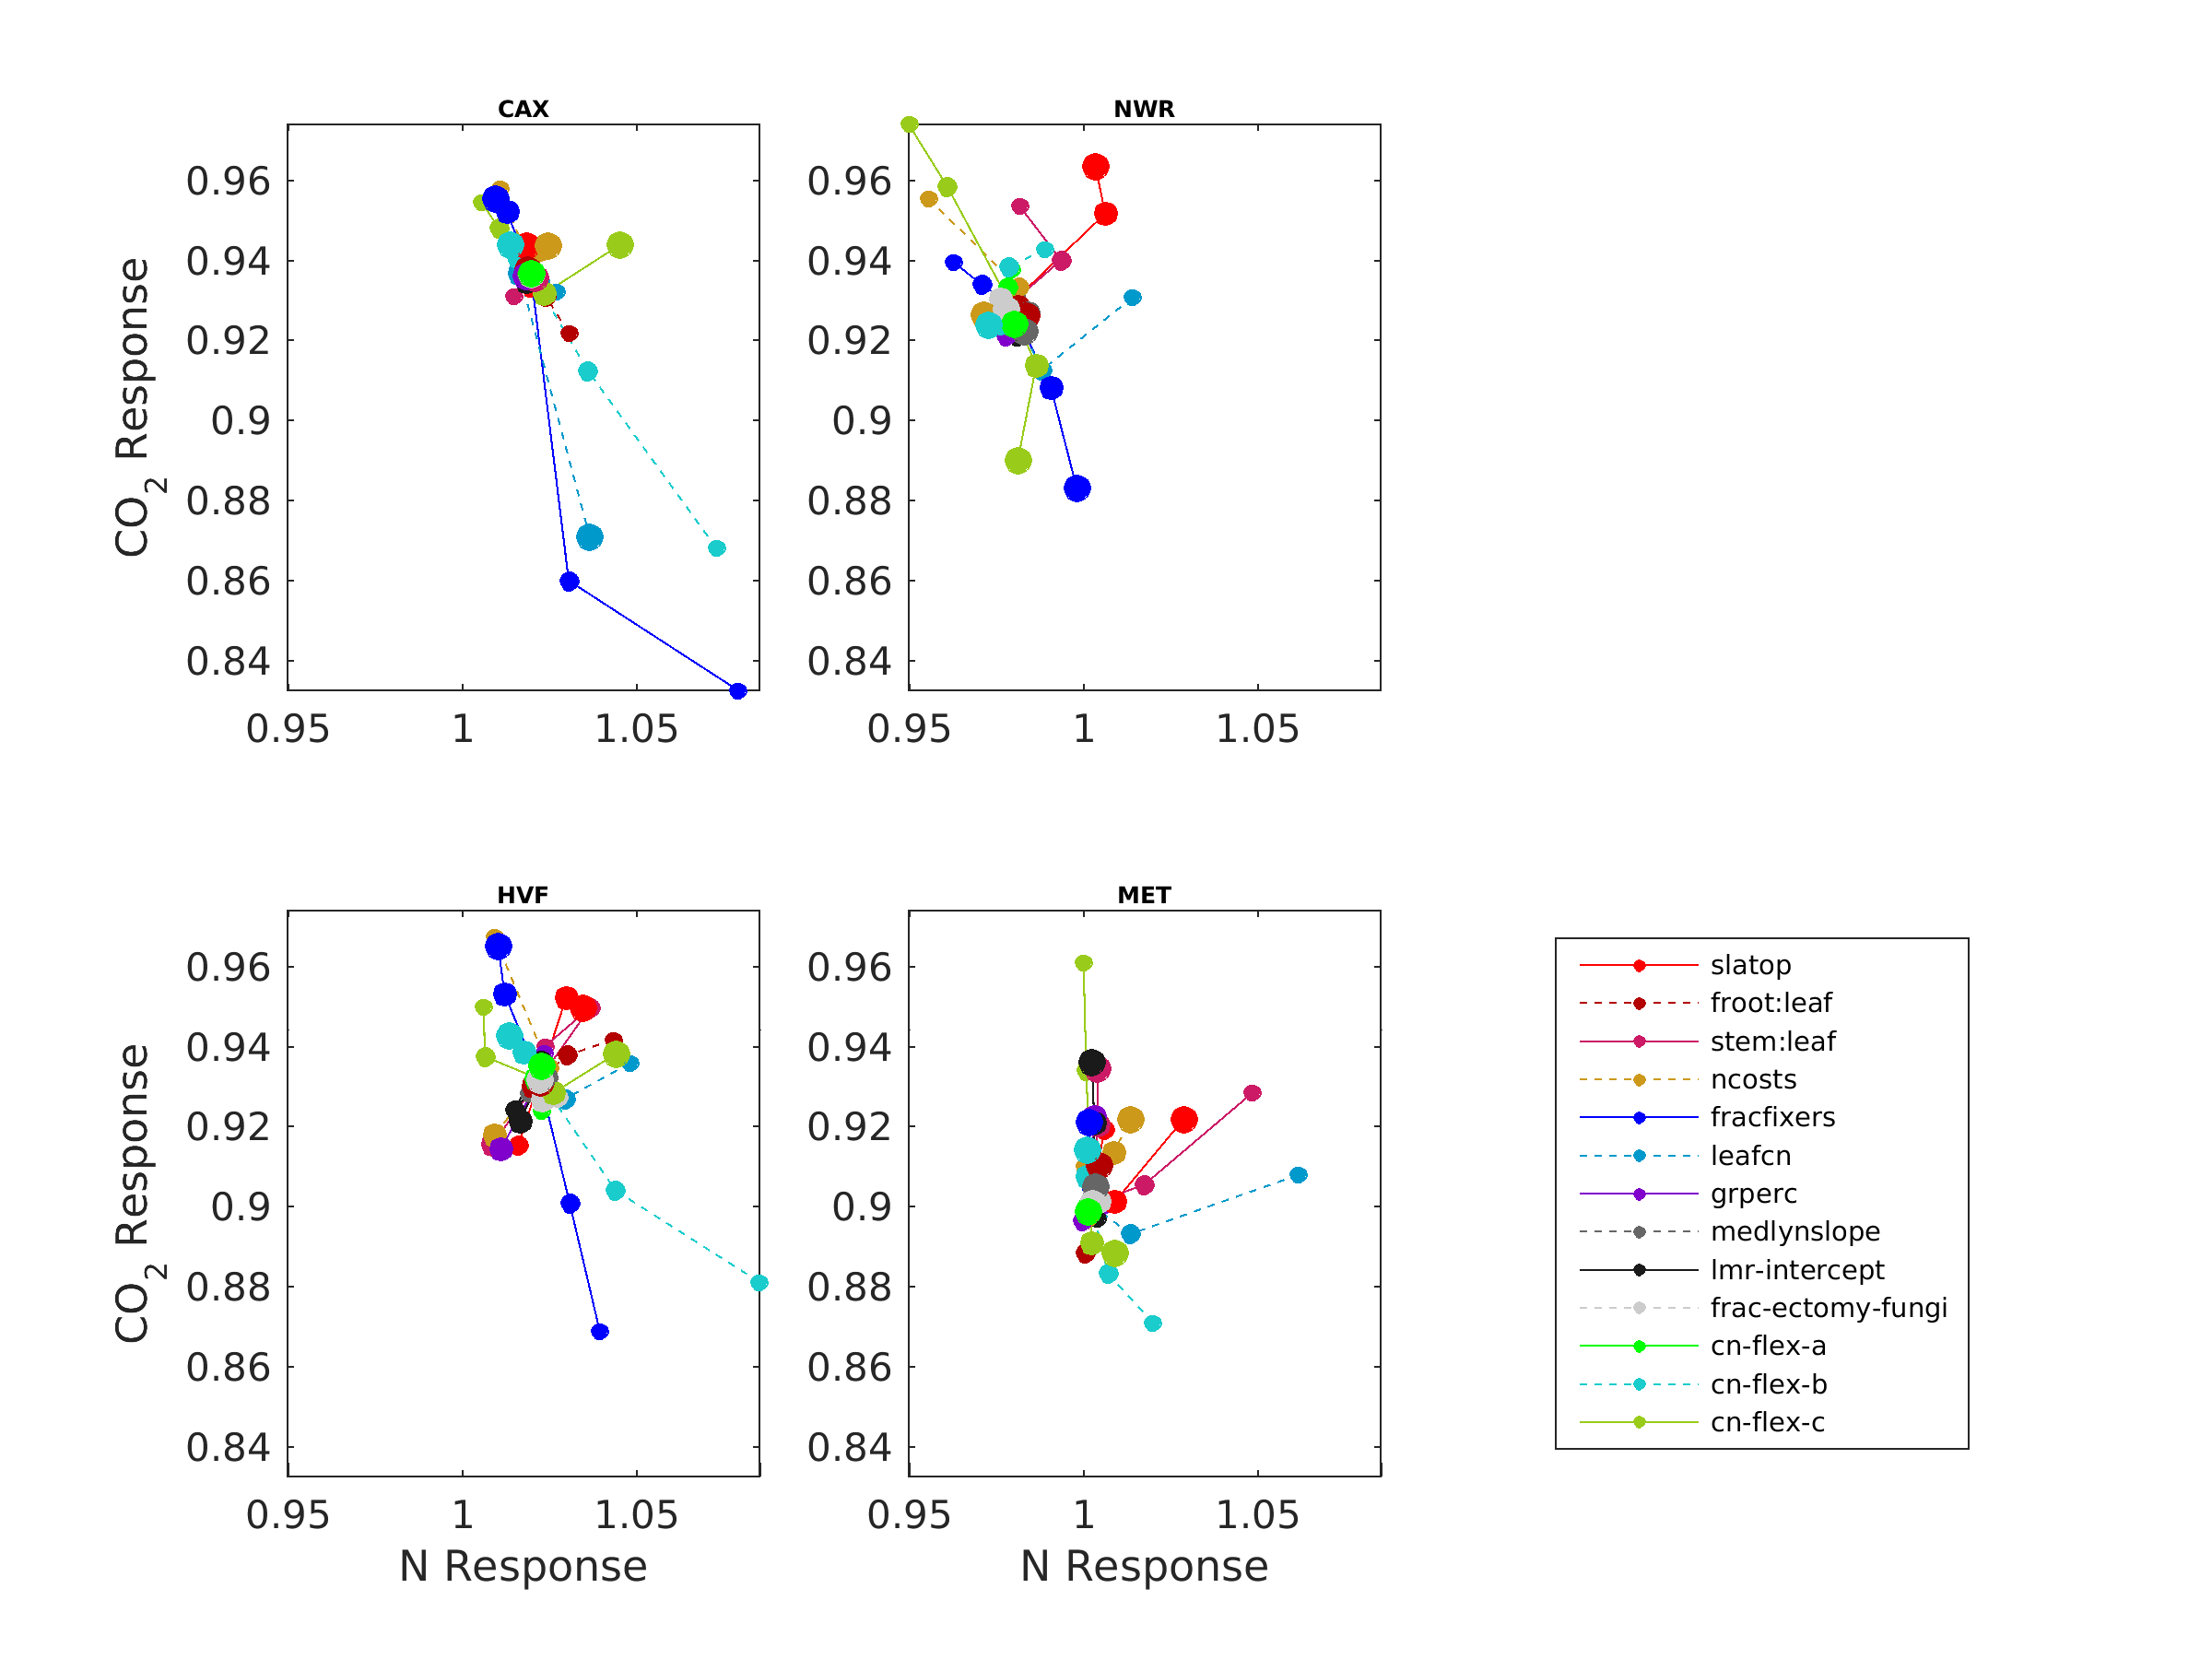 CAX
NWR
0.96
0.94
0.92
0.9
0.88
0.86
0.84
CO2 Response
0.95 1 1.05
0.96
0.94
0.92
0.9
0.88
0.86
0.84
0.95 1 1.05
HVF
MET
0.96
0.94
0.92
0.9
0.88
0.86
0.84
CO2 Response
0.95 1 1.05
N Response
0.96
0.94
0.92
0.9
0.88
0.86
0.84
0.95 1 1.05
N Response
slatop
froot:leaf
stem:leaf
ncosts
fracfixers
leafcn
grperc
medlynslope
lmr-intercept
frac-ectomy-fungi
cn-flex-a
cn-flex-b
cn-flex-c